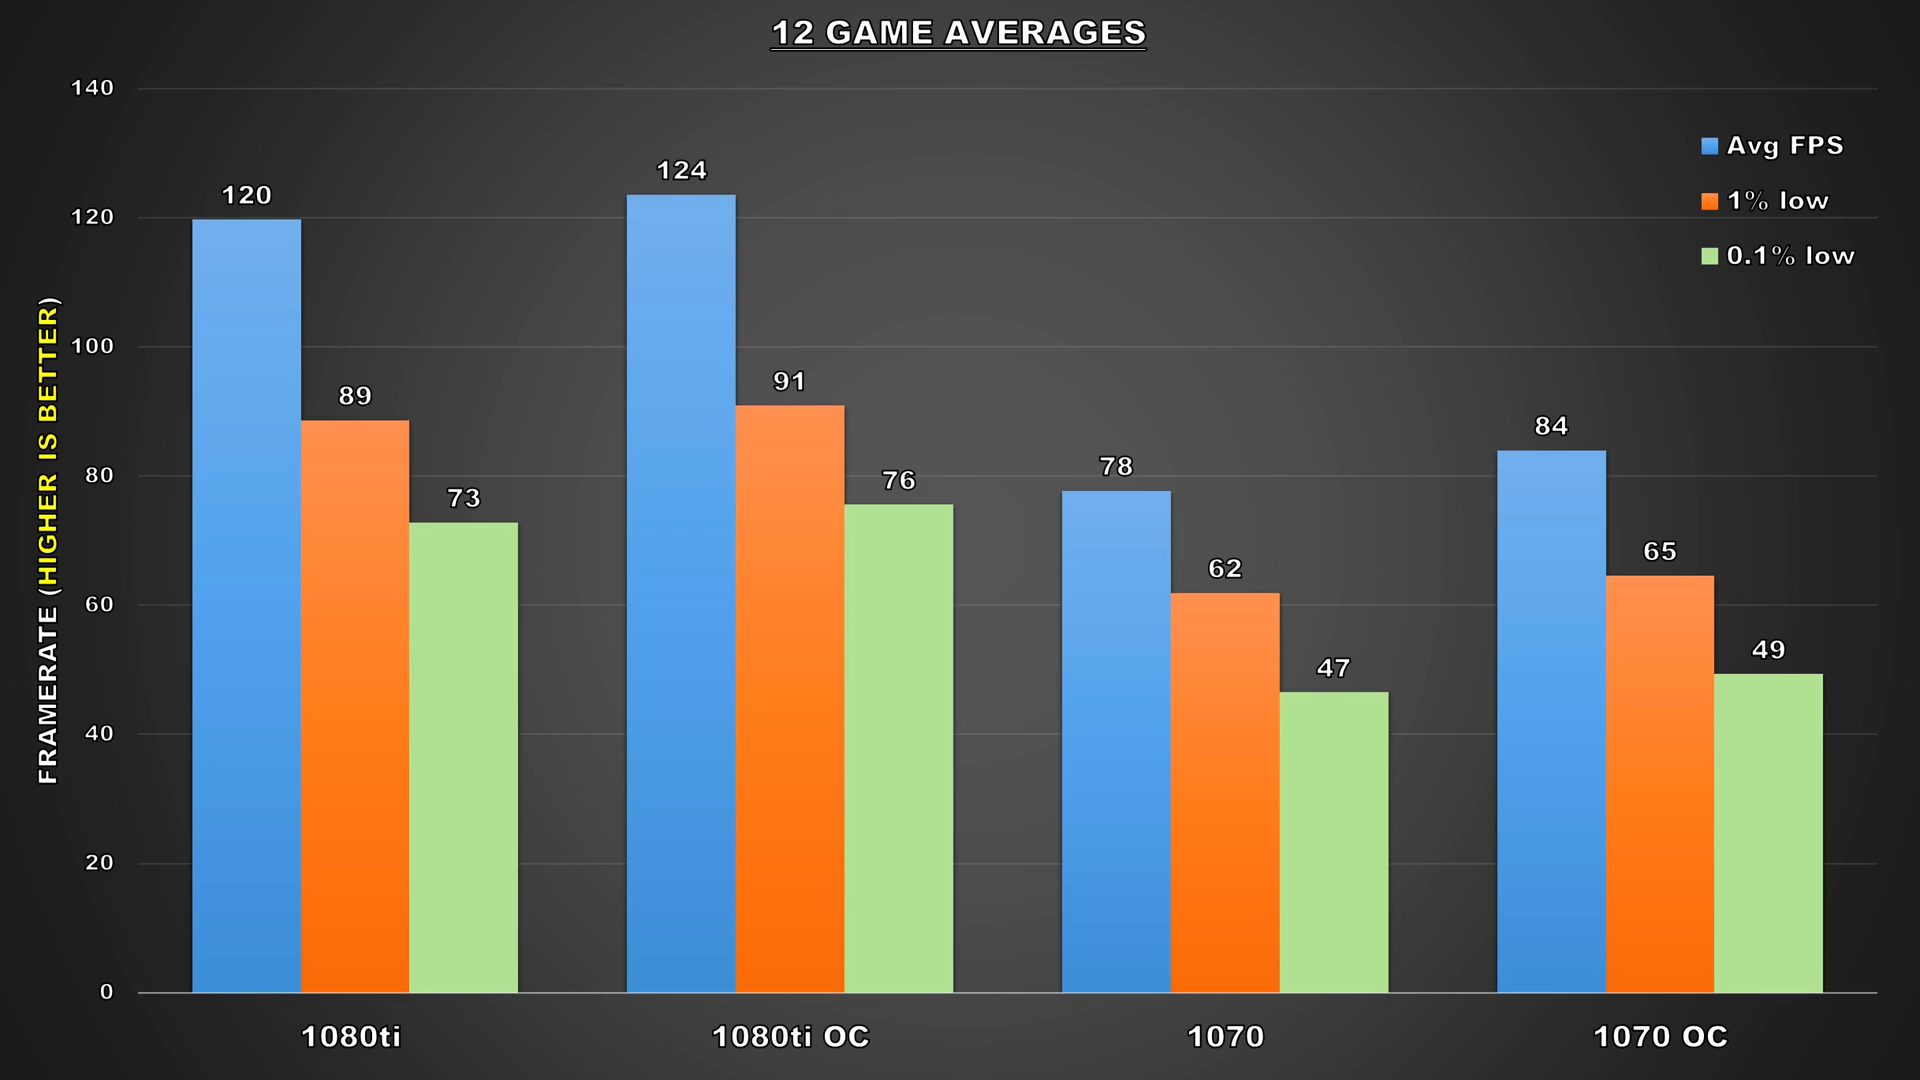 12 GAME AVERAGES
FRAMERATE (HIGHER IS BETTER)
140
120
100
80
60
40
20
0
Avg FPS
1% low
0.1% low
120
89
73
124
91
76
78
62
47
84
65
49
1080ti
1080ti OC
1070
1070 OC